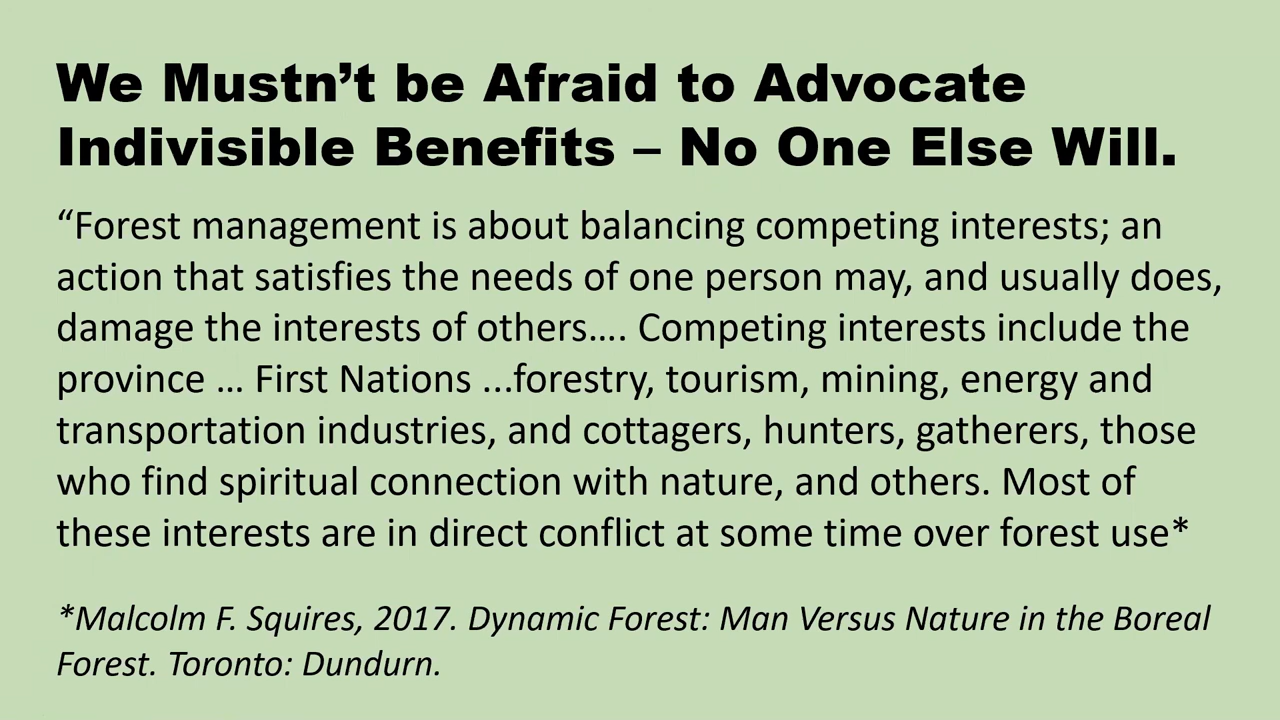 We Mustn’t be Afraid to Advocate
Indivisible Benefits – No One Else Will.
“Forest management is about balancing competing interests; an
action that satisfies the needs of one person may, and usually does,
damage the interests of others…. Competing interests include the
province … First Nations ...forestry, tourism, mining, energy and
transportation industries, and cottagers, hunters, gatherers, those
who find spiritual connection with nature, and others. Most of
these interests are in direct conflict at some time over forest use*
*Malcolm F. Squires, 2017. Dynamic Forest: Man Versus Nature in the Boreal
Forest. Toronto: Dundurn.